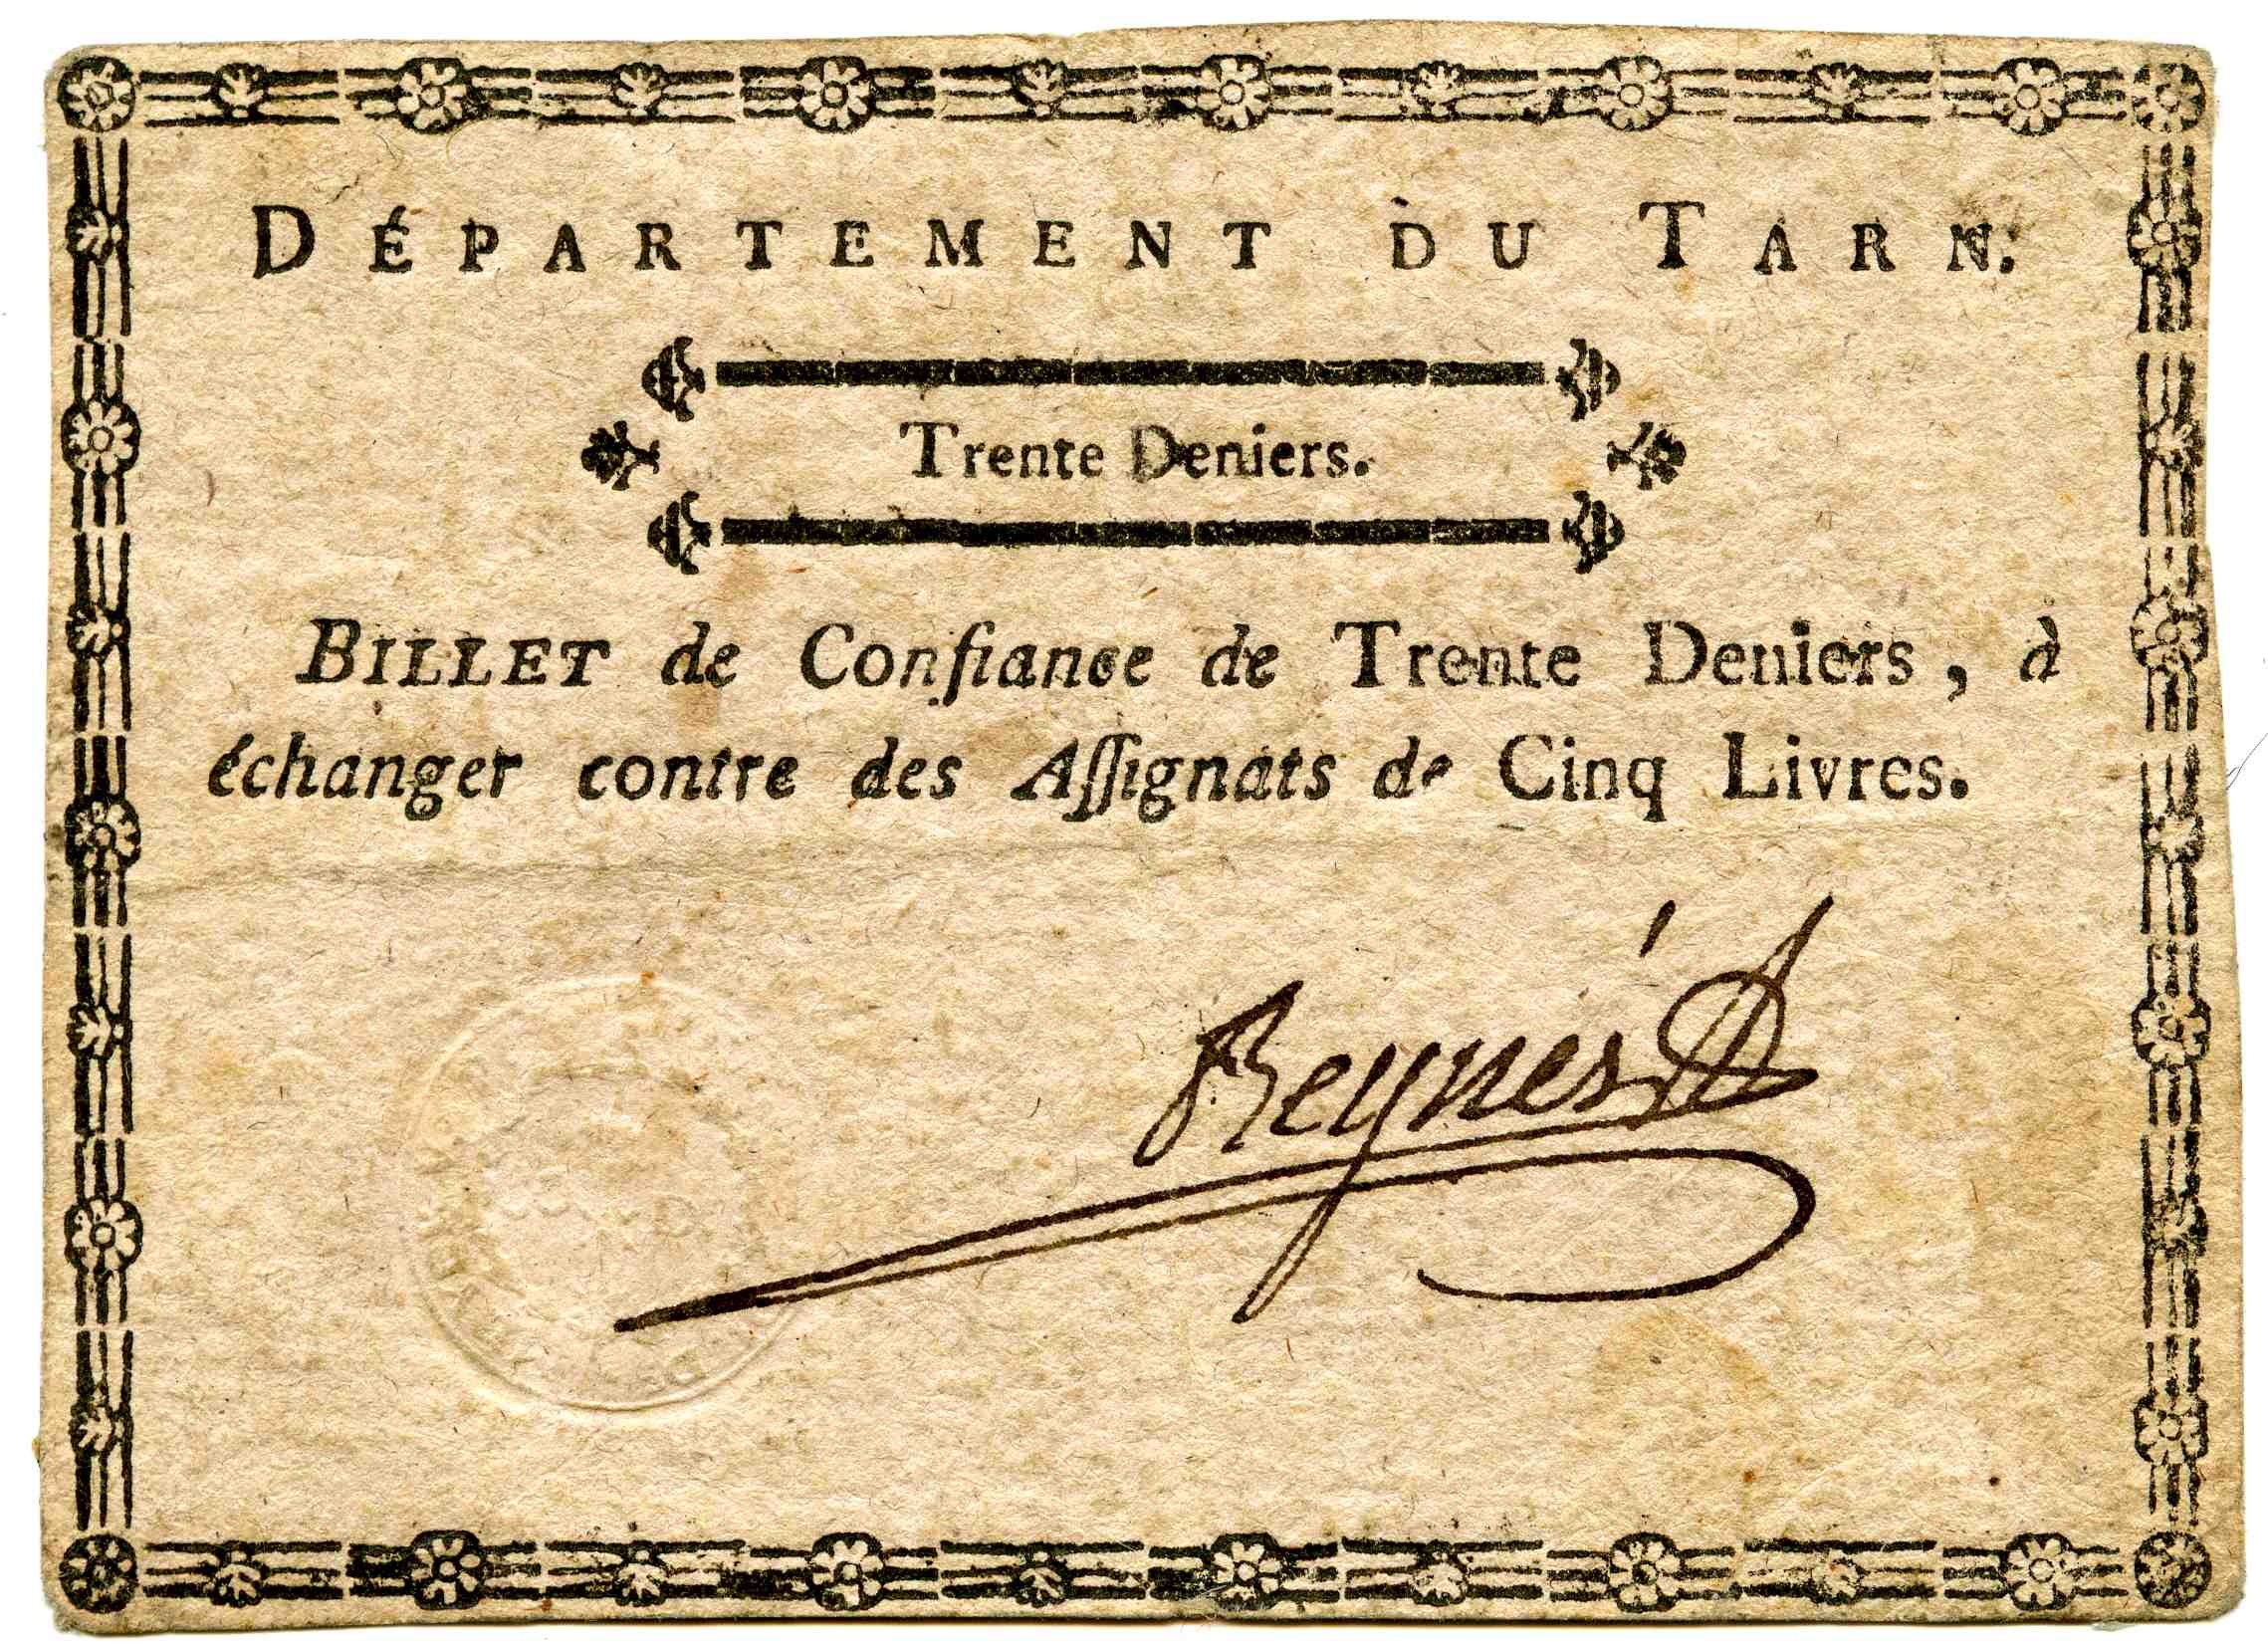 DÉPARTEMENT DU TARN.
Trente Deniers.
BILLET de Confiance de Trente Deniers, à
échanger contre des Aſſignats de Cinq Livres.
Reynés